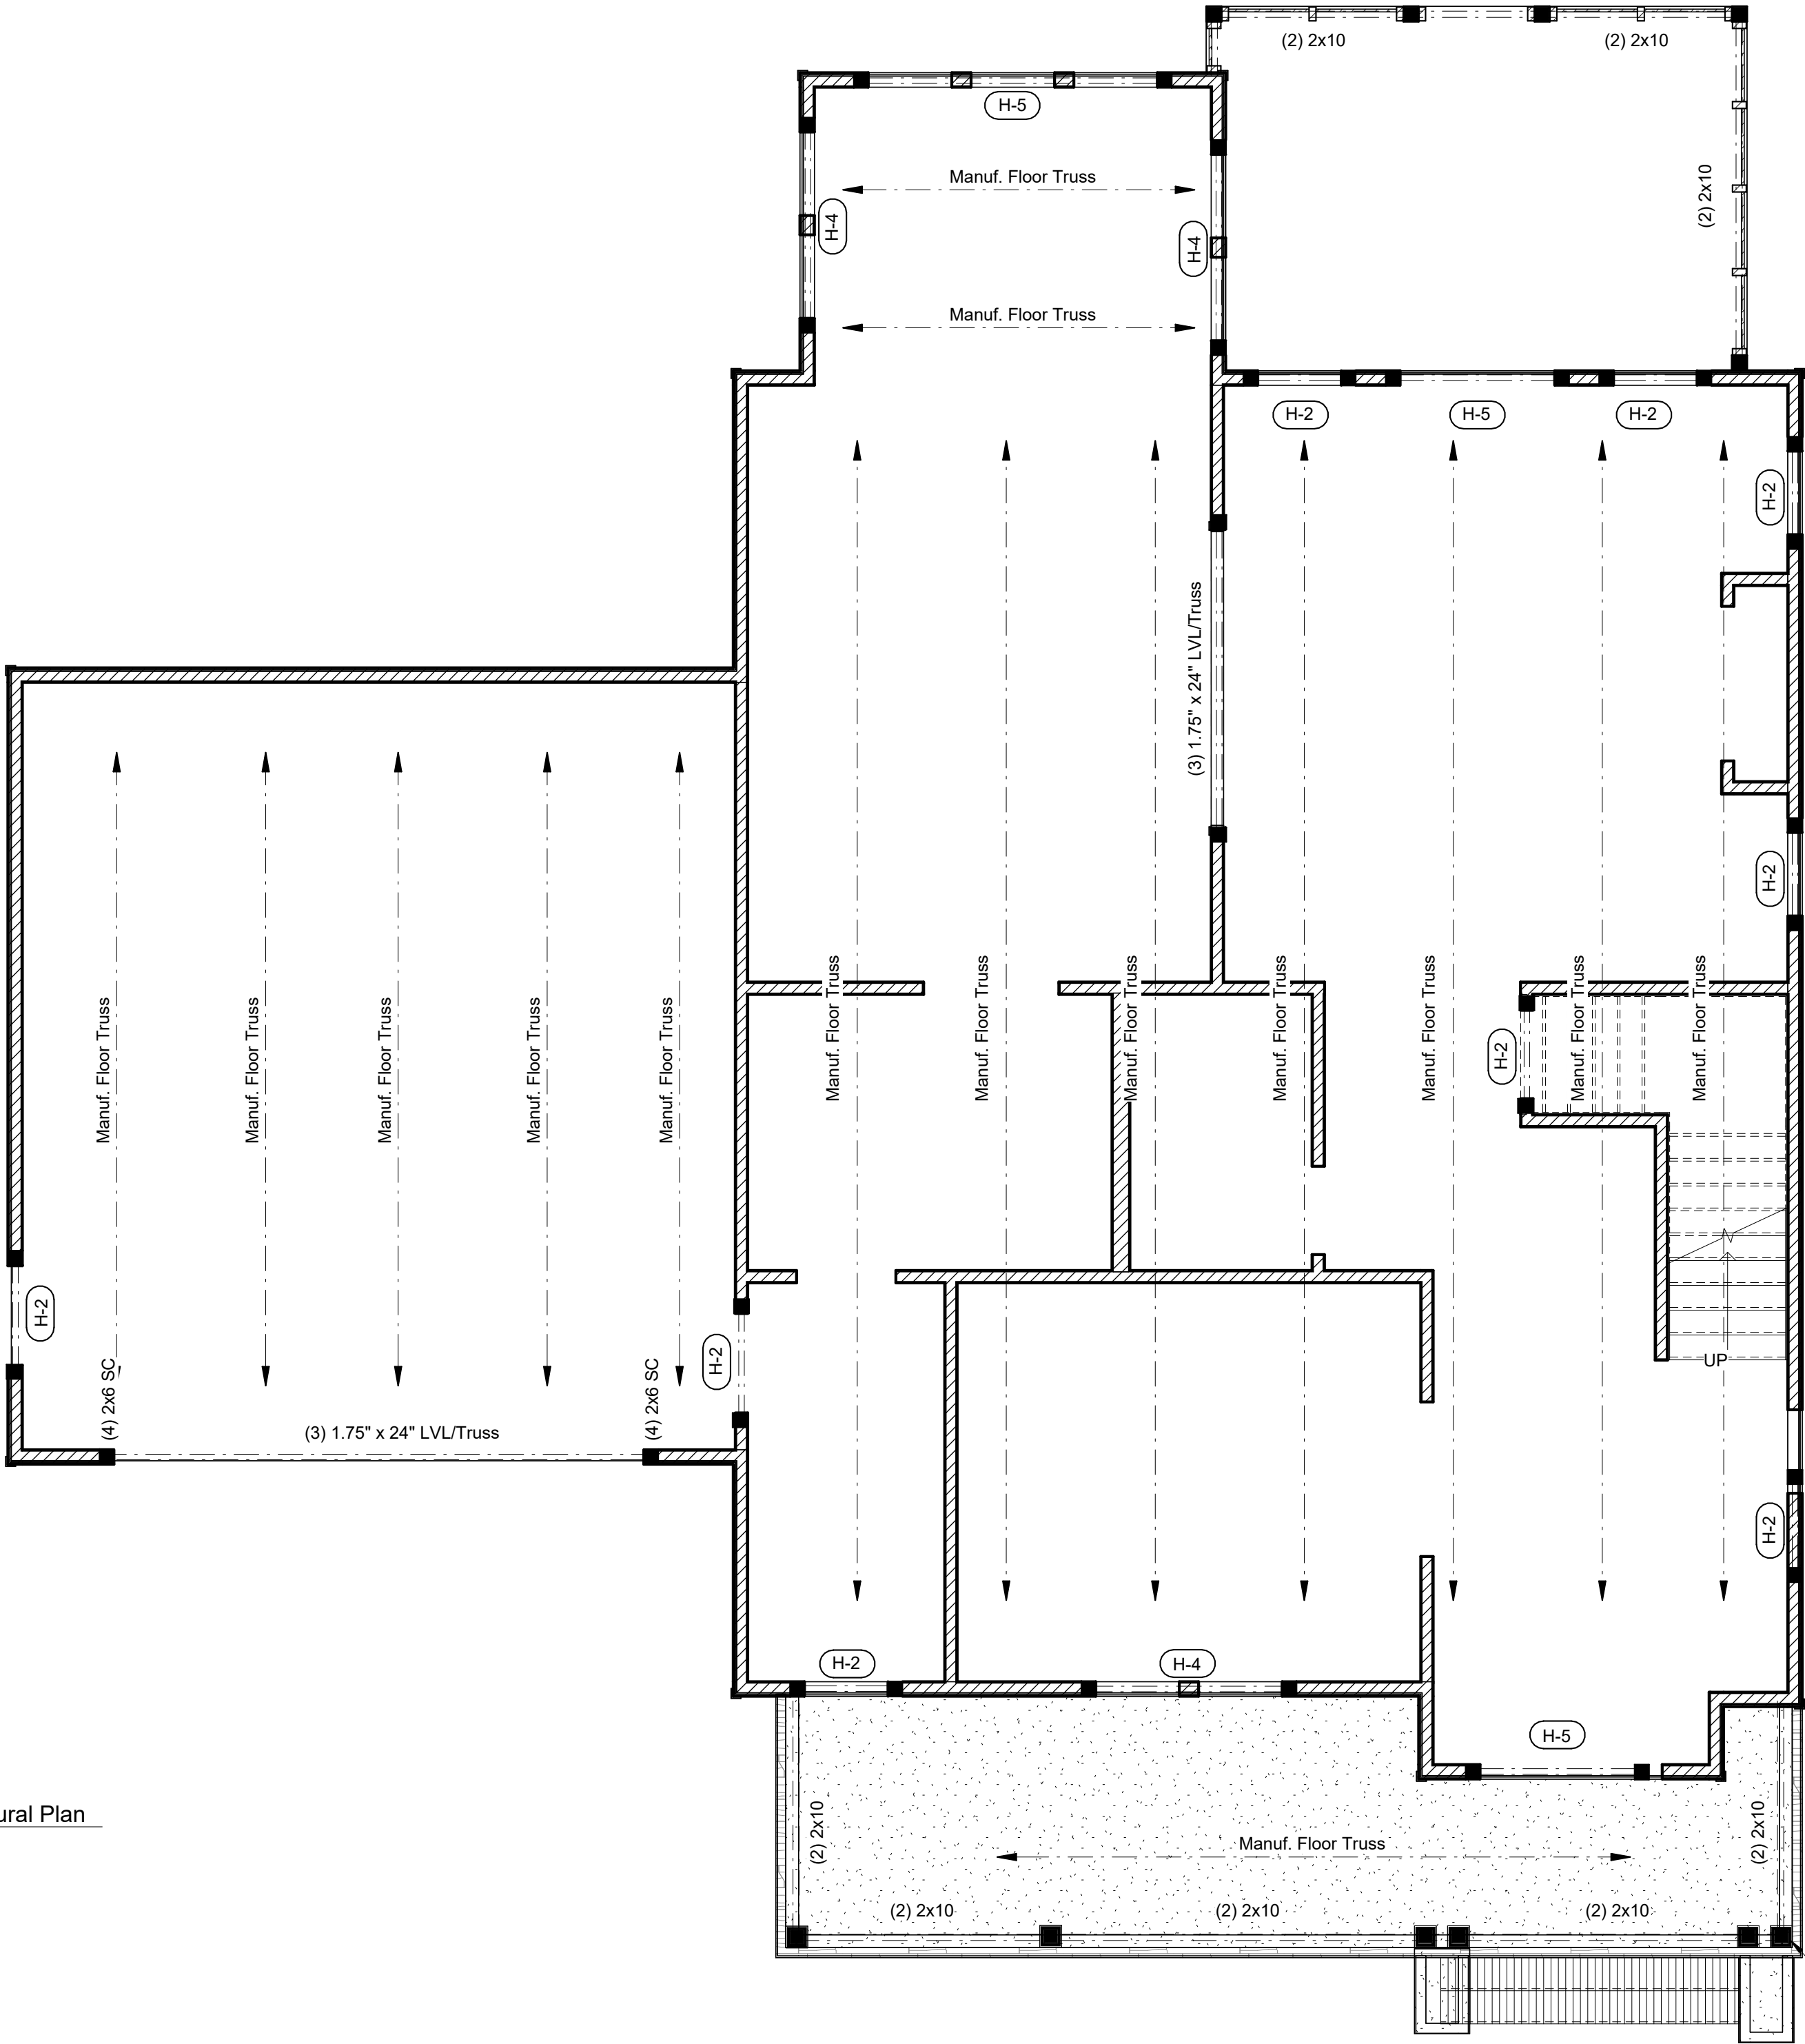 (2) 2x10
(2) 2x10
H-5
Manuf. Floor Truss
(2) 2x10
H-4
H-4
Manuf. Floor Truss
H-2
H-5
H-2
H-2
(3) 1.75" x 24" LVL/Truss
H-2
Manuf. Floor Truss
Manuf. Floor Truss
Manuf. Floor Truss
Manuf. Floor Truss
Manuf. Floor Truss
Manuf. Floor Truss
Manuf. Floor Truss
Manuf. Floor Truss
Manuf. Floor Truss
Manuf. Floor Truss
Manuf. Floor Truss
Manuf. Floor Truss
H-2
H-2
H-2
UP
(4) 2x6 SC
(4) 2x6 SC
(3) 1.75" x 24" LVL/Truss
H-2
H-2
H-4
H-5
ural Plan
(2) 2x10
(2) 2x10
Manuf. Floor Truss
(2) 2x10
(2) 2x10
(2) 2x10